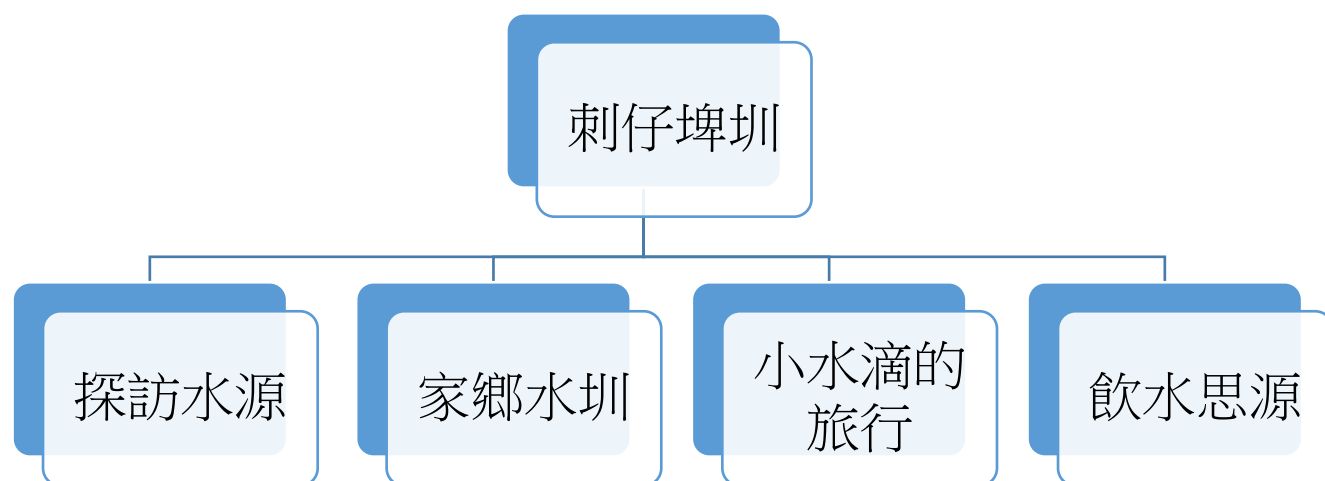 刺仔埤圳
探訪水源
家鄉水圳
小水滴的
旅行
飲水思源